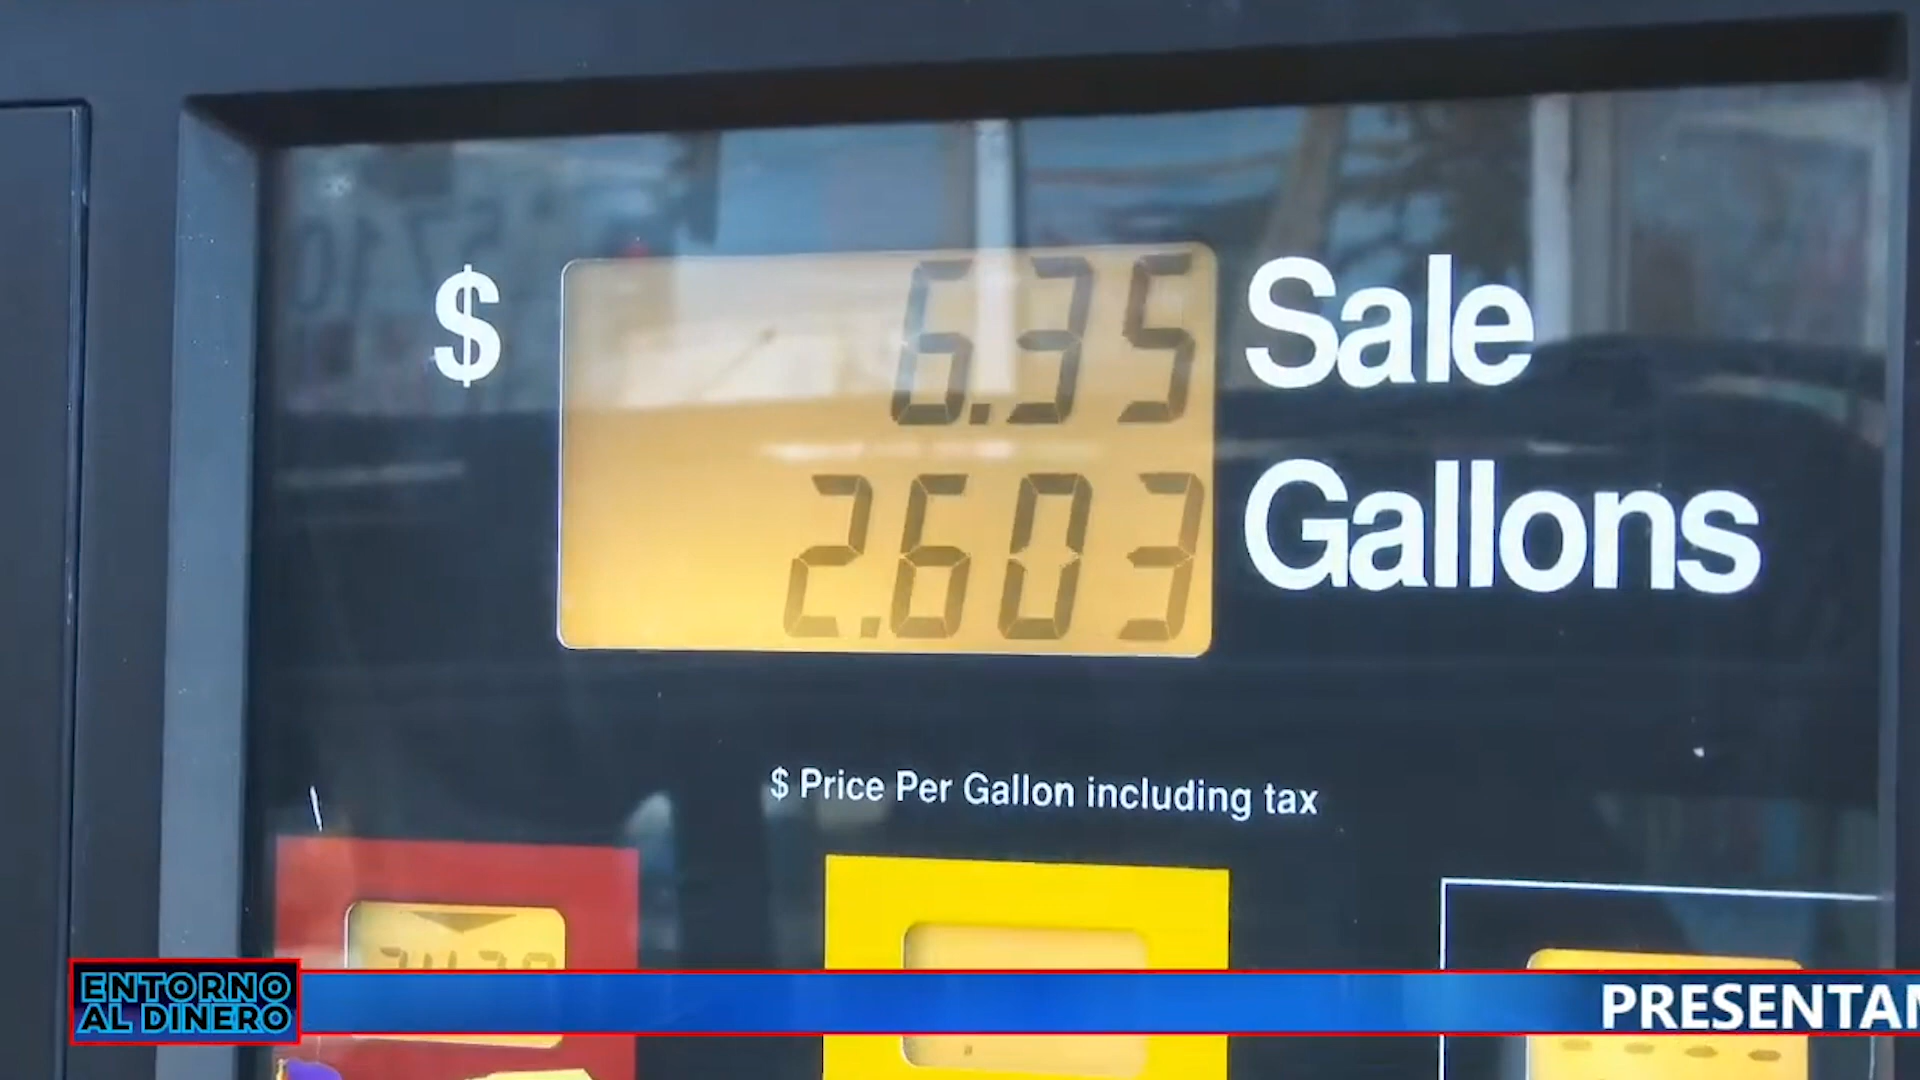 $ 6.35 Sale
2.603 Gallons
$ Price Per Gallon including tax
ENTORNO
AL DINERO
PRESENTAN